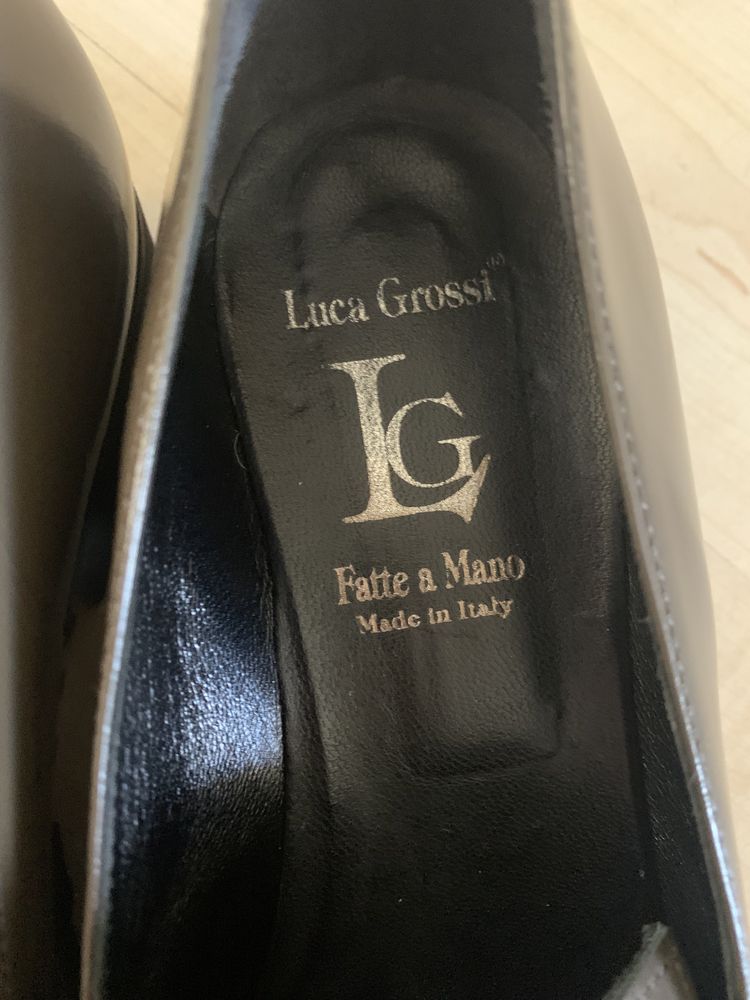 Luca Grossi
LG
Fatte a Mano
Made in Italy